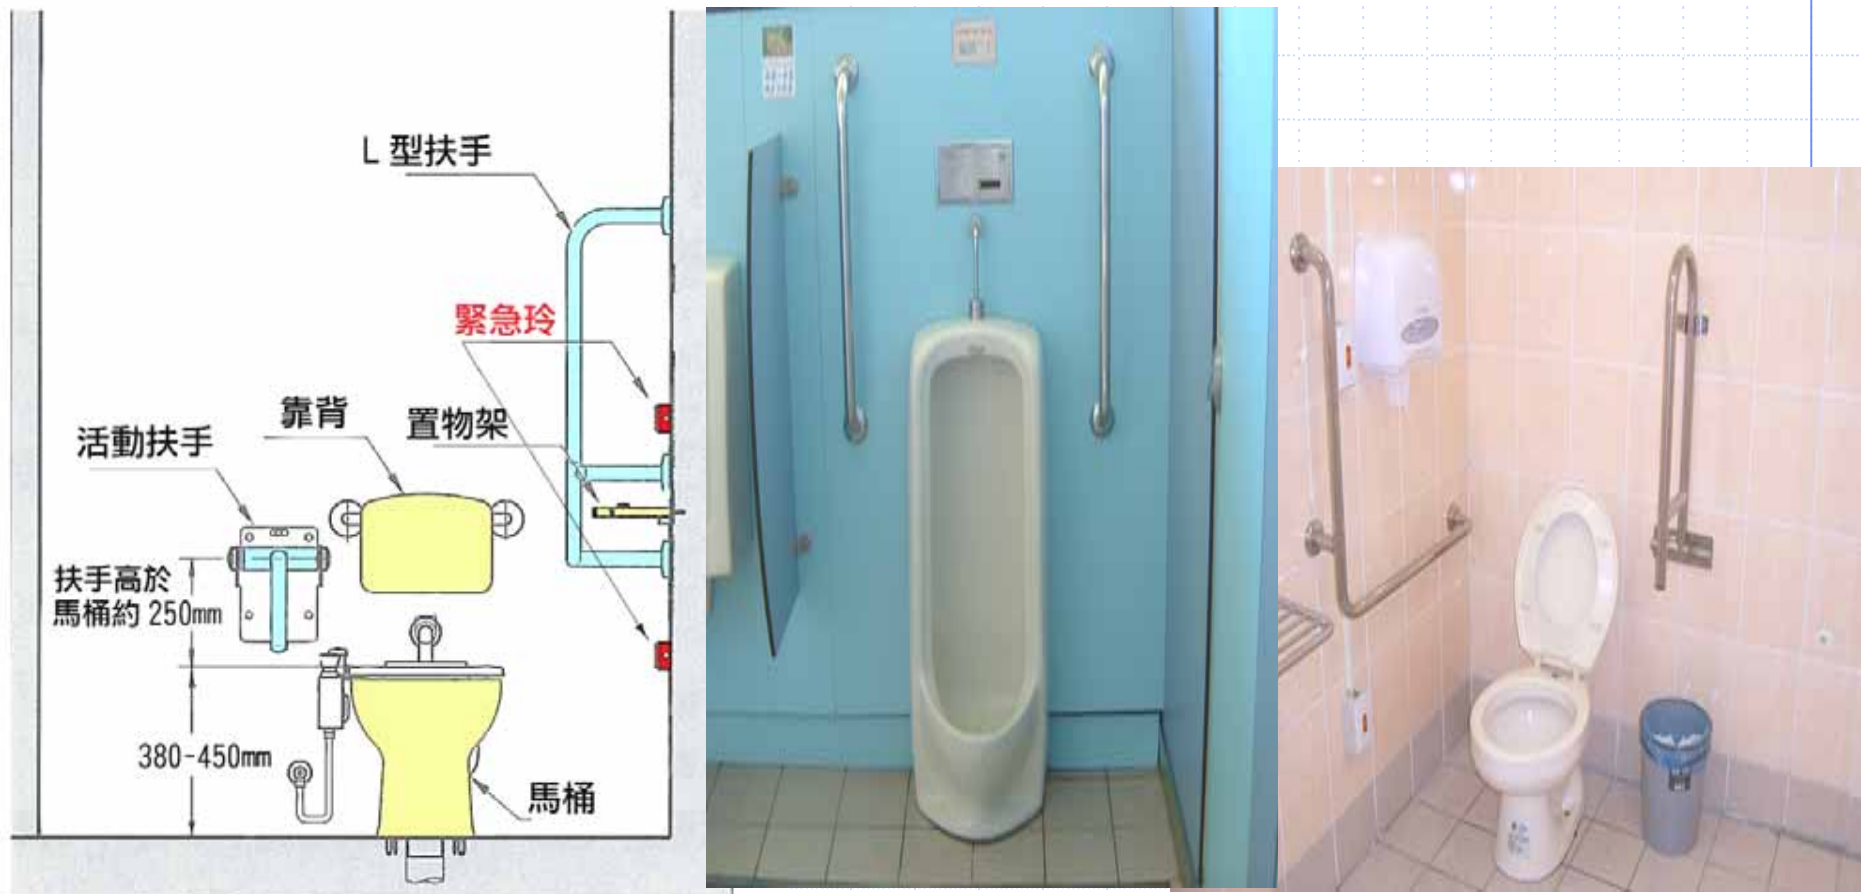 L 型扶手
緊急玲
靠背
置物架
活動扶手
扶手高於
馬桶約 250mm
380-450mm
馬桶